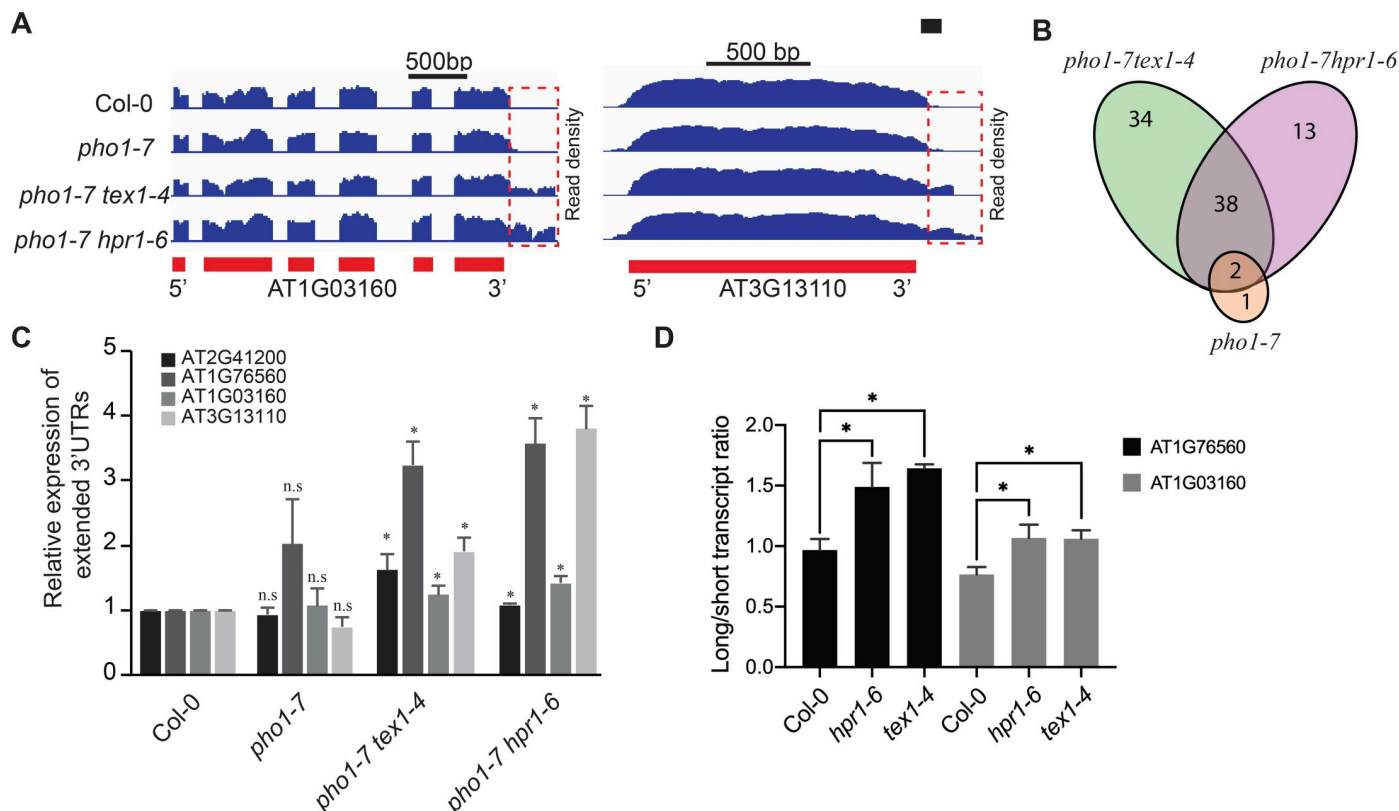 A
500bp
500 bp
Col-0
pho1-7
pho1-7 tex1-4
pho1-7 hpr1-6
Read density
Read density
5’ AT1G03160 3’
5’ AT3G13110 3’
B
pho1-7tex1-4
pho1-7hpr1-6
34
13
38
2
1
pho1-7
C
AT2G41200
AT1G76560
AT1G03160
AT3G13110
Relative expression of
extended 3’UTRs
5
4
3
2
1
0
n.s
n.s
n.s
n.s
*
*
*
*
*
*
*
*
Col-0
pho1-7
pho1-7 tex1-4
pho1-7 hpr1-6
D
Long/short transcript ratio
2.0
1.5
1.0
0.5
0.0
*
*
*
*
AT1G76560
AT1G03160
Col-0
hpr1-6
tex1-4
Col-0
hpr1-6
tex1-4